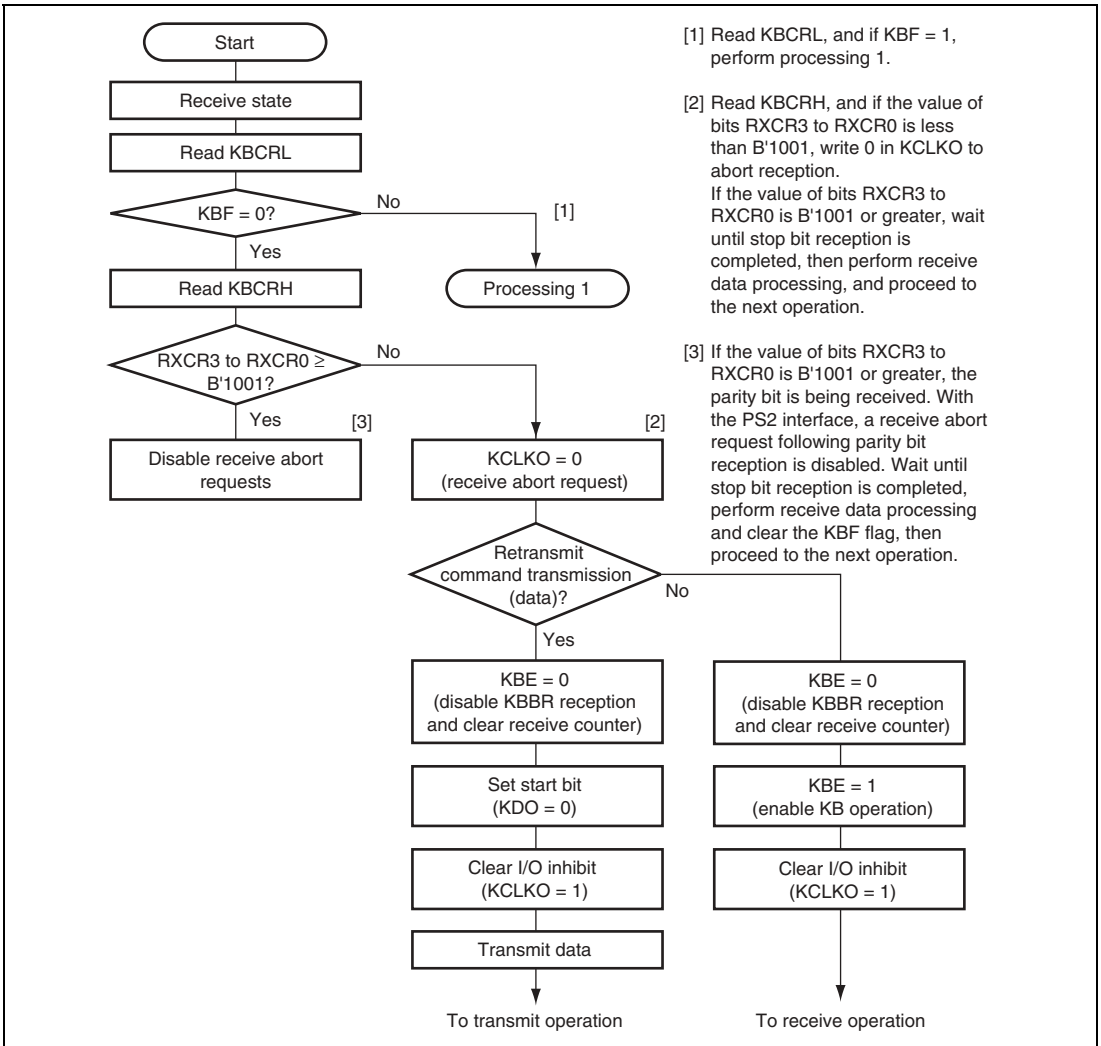 Start
Receive state
Read KBCRL
KBF = 0?
No
[1]
Yes
Processing 1
Read KBCRH
RXCR3 to RXCR0 ≥
B'1001?
No
Yes
[3]
Disable receive abort
requests
[2]
KCLKO = 0
(receive abort request)
Retransmit
command transmission
(data)?
No
Yes
KBE = 0
(disable KBBR reception
and clear receive counter)
Set start bit
(KDO = 0)
Clear I/O inhibit
(KCLKO = 1)
Transmit data
To transmit operation
KBE = 0
(disable KBBR reception
and clear receive counter)
KBE = 1
(enable KB operation)
Clear I/O inhibit
(KCLKO = 1)
To receive operation
[1] Read KBCRL, and if KBF = 1,
perform processing 1.
[2] Read KBCRH, and if the value of
bits RXCR3 to RXCR0 is less
than B'1001, write 0 in KCLKO to
abort reception.
If the value of bits RXCR3 to
RXCR0 is B'1001 or greater, wait
until stop bit reception is
completed, then perform receive
data processing, and proceed to
the next operation.
[3] If the value of bits RXCR3 to
RXCR0 is B'1001 or greater, the
parity bit is being received. With
the PS2 interface, a receive abort
request following parity bit
reception is disabled. Wait until
stop bit reception is completed,
perform receive data processing
and clear the KBF flag, then
proceed to the next operation.